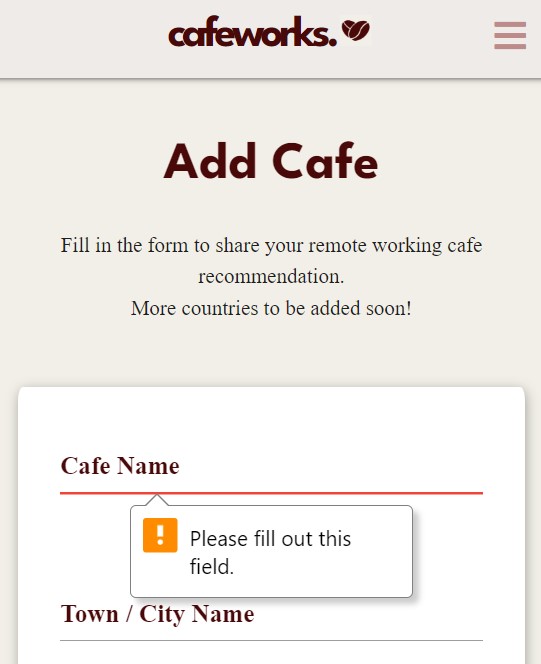 cafeworks.
Add Cafe
Fill in the form to share your remote working cafe
recommendation.
More countries to be added soon!
Cafe Name
Please fill out this
field.
Town / City Name